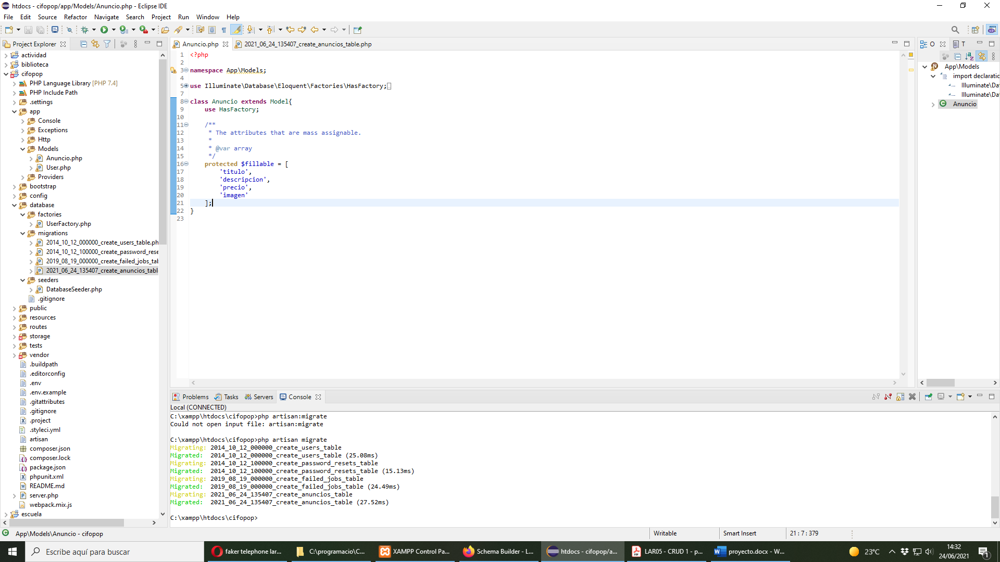 htdocs - cifopop/app/Models/Anuncio.php - Eclipse IDE
File Edit Source Refactor Navigate Search Project Run Window Help
Project Explorer
actividad
biblioteca
cifopop
PHP Language Library [PHP 7.4]
PHP Include Path
.settings
app
Console
Exceptions
Http
Models
Anuncio.php
User.php
Providers
bootstrap
config
database
factories
UserFactory.php
migrations
2014_10_12_000000_create_users_table.ph
2014_10_12_100000_create_password_rese
2019_08_19_000000_create_failed_jobs_tal
2021_06_24_135407_create_anuncios_tabl
seeders
DatabaseSeeder.php
.gitignore
public
resources
routes
storage
tests
vendor
.buildpath
.editorconfig
.env
.env.example
.gitattributes
.gitignore
.project
.styleci.yml
artisan
composer.json
composer.lock
package.json
phpunit.xml
README.md
server.php
webpack.mix.js
escuela
Anuncio.php 2021_06_24_135407_create_anuncios_table.php
1 <?php
2
3 namespace App\Models;
4
5 use Illuminate\Database\Eloquent\Factories\HasFactory;
7
8 class Anuncio extends Model{
9 use HasFactory;
10
11 /**
12 * The attributes that are mass assignable.
13 *
14 * @var array
15 */
16 protected $fillable = [
17 'titulo',
18 'descripcion',
19 'precio',
20 'imagen'
21 ];
22 }
23
O T
App\Models
import declaratic
Illuminate\Da
Illuminate\Da
Anuncio
Problems Tasks Servers Console
Local (CONNECTED)
C:\xampp\htdocs\cifopop>php artisan:migrate
Could not open input file: artisan:migrate
C:\xampp\htdocs\cifopop>php artisan migrate
Migrating: 2014_10_12_000000_create_users_table
Migrated: 2014_10_12_000000_create_users_table (25.08ms)
Migrating: 2014_10_12_100000_create_password_resets_table
Migrated: 2014_10_12_100000_create_password_resets_table (15.13ms)
Migrating: 2019_08_19_000000_create_failed_jobs_table
Migrated: 2019_08_19_000000_create_failed_jobs_table (24.49ms)
Migrating: 2021_06_24_135407_create_anuncios_table
Migrated: 2021_06_24_135407_create_anuncios_table (27.52ms)
C:\xampp\htdocs\cifopop>
App\Models\Anuncio - cifopop
Writable Smart Insert 21 : 7 : 379
Escribe aquí para buscar
faker telephone lar...
C:\programacio\C...
XAMPP Control Pa...
Schema Builder - L...
htdocs - cifopop/a...
LAR05 - CRUD 1 - p...
proyecto.docx - W...
23°C
14:32
24/06/2021
1